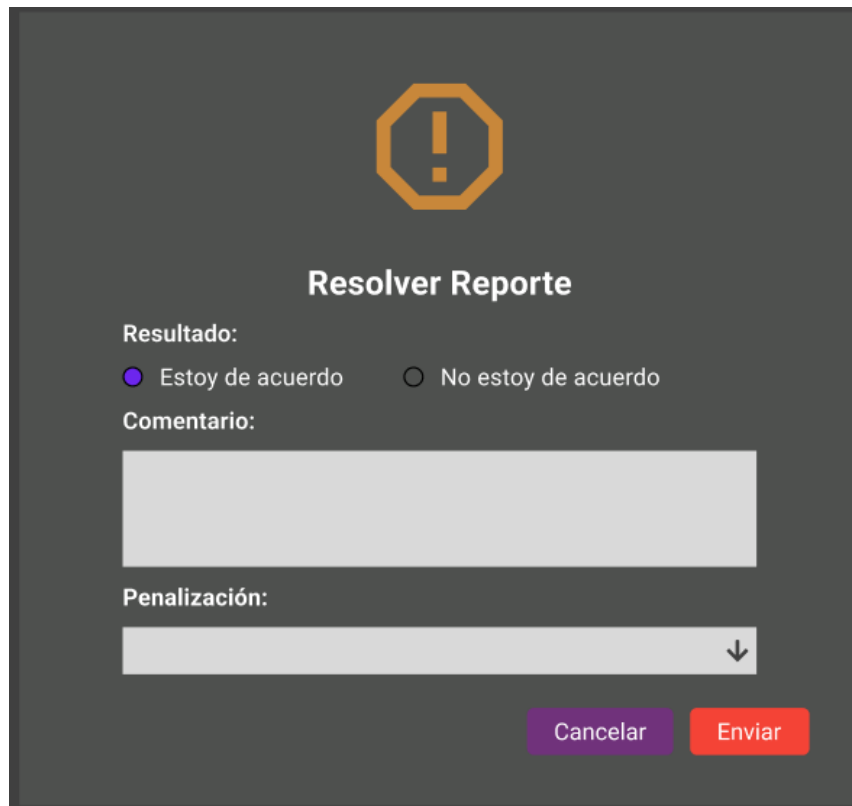 Resolver Reporte
Resultado:
Estoy de acuerdo No estoy de acuerdo
Comentario:
Penalización:
Cancelar Enviar